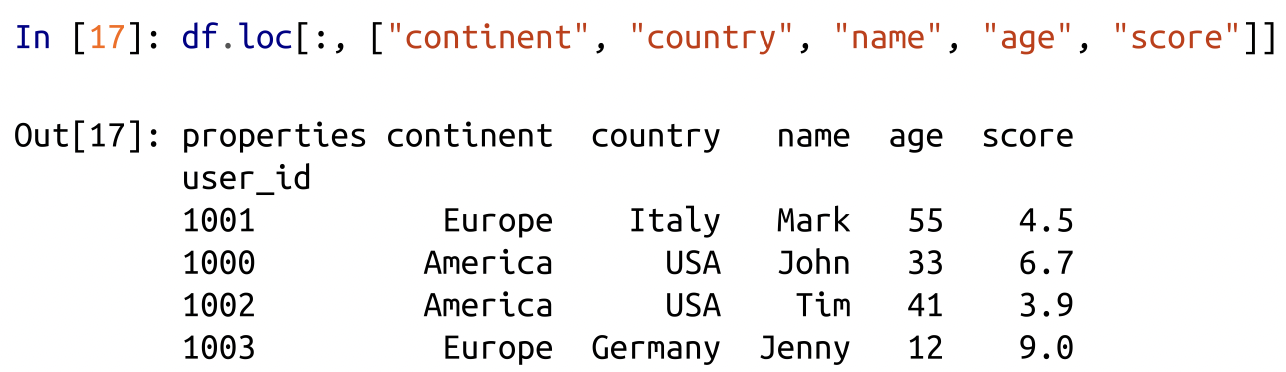 In [17]: df.loc[:, ["continent", "country", "name", "age", "score"]]
Out[17]: properties continent country name age score
user_id
1001 Europe Italy Mark 55 4.5
1000 America USA John 33 6.7
1002 America USA Tim 41 3.9
1003 Europe Germany Jenny 12 9.0